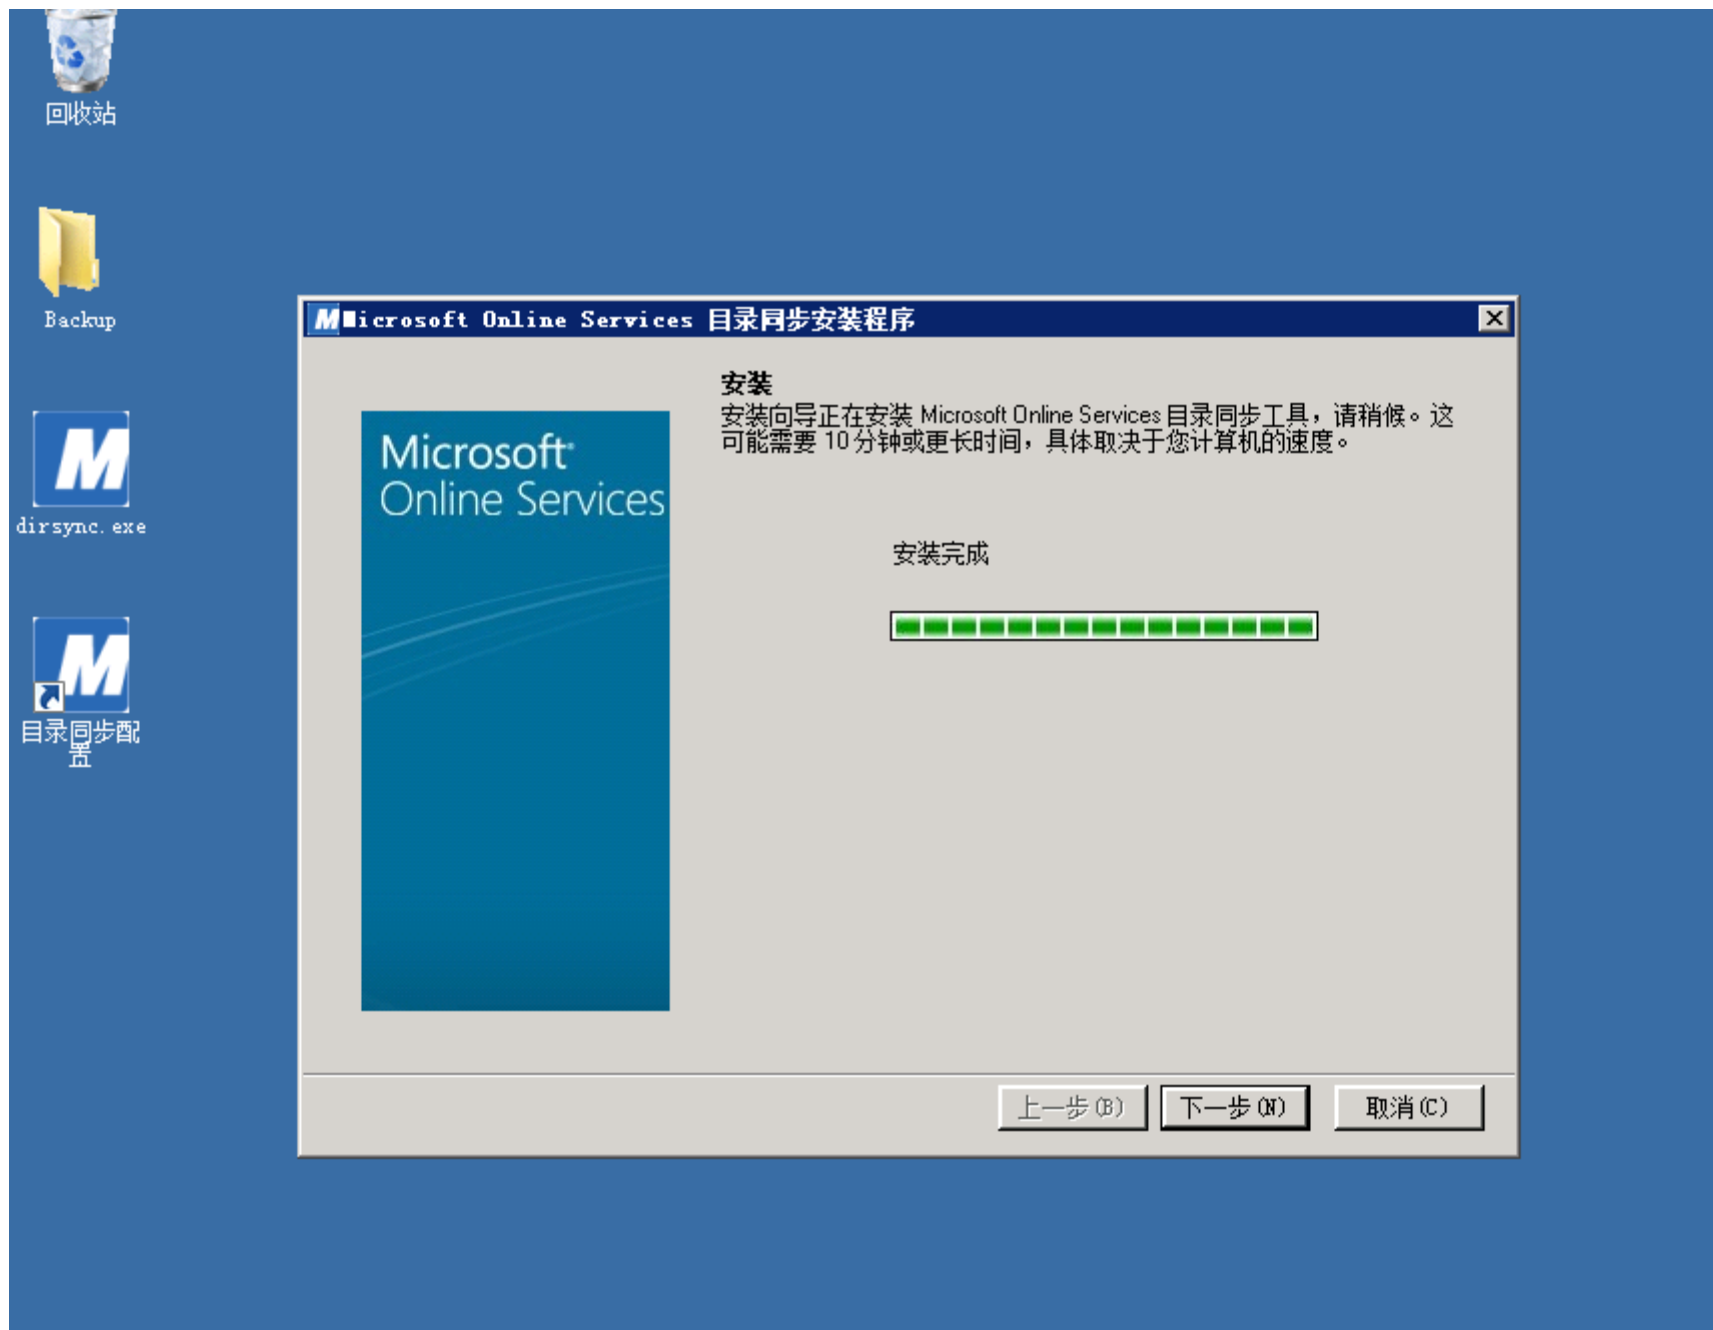 回收站
Backup
dirsync.exe
目录同步配
置
Microsoft Online Services 目录同步安装程序
Microsoft
Online Services
安装
安装向导正在安装 Microsoft Online Services 目录同步工具，请稍候。这
可能需要 10 分钟或更长时间，具体取决于您计算机的速度。
安装完成
上一步(B)
下一步(N)
取消(C)